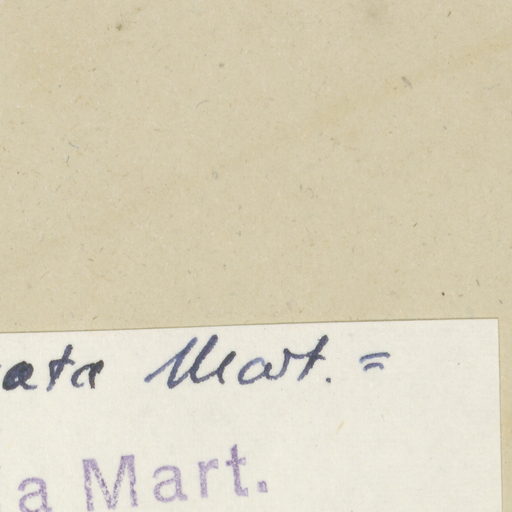 ata Mart. =
a Mart.